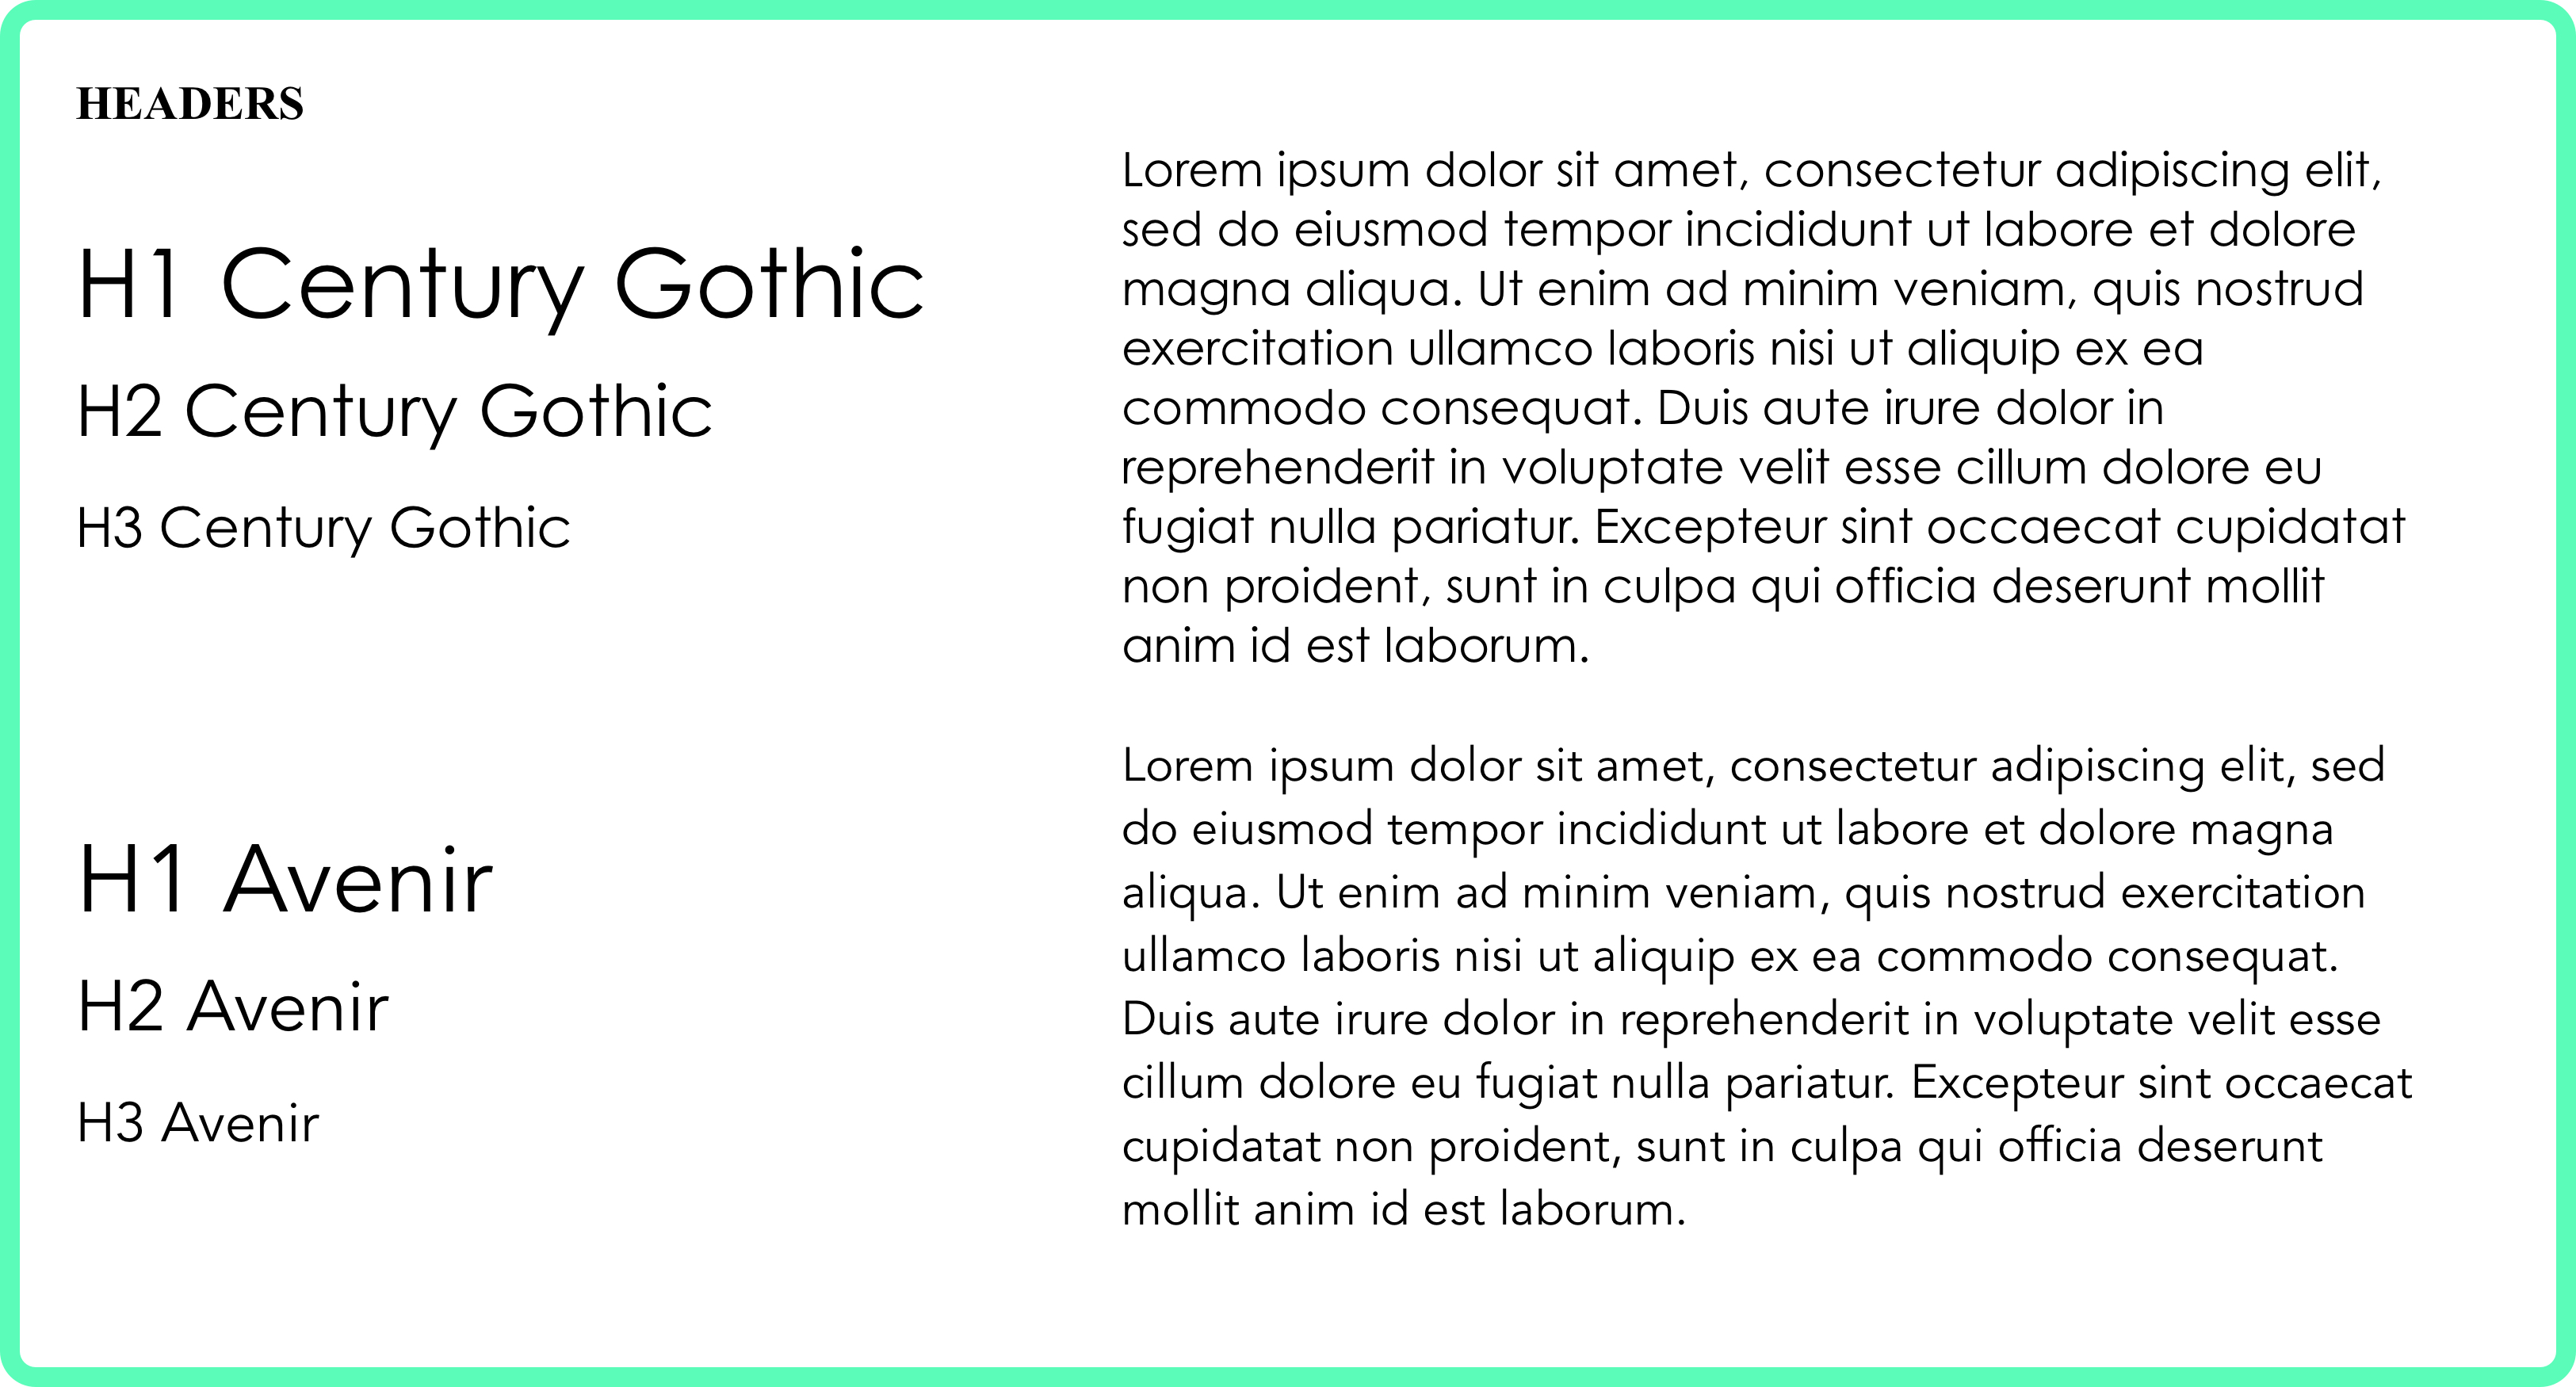 HEADERS
H1 Century Gothic
H2 Century Gothic
H3 Century Gothic
Lorem ipsum dolor sit amet, consectetur adipiscing elit,
sed do eiusmod tempor incididunt ut labore et dolore
magna aliqua. Ut enim ad minim veniam, quis nostrud
exercitation ullamco laboris nisi ut aliquip ex ea
commodo consequat. Duis aute irure dolor in
reprehenderit in voluptate velit esse cillum dolore eu
fugiat nulla pariatur. Excepteur sint occaecat cupidatat
non proident, sunt in culpa qui officia deserunt mollit
anim id est laborum.
H1 Avenir
H2 Avenir
H3 Avenir
Lorem ipsum dolor sit amet, consectetur adipiscing elit, sed
do eiusmod tempor incididunt ut labore et dolore magna
aliqua. Ut enim ad minim veniam, quis nostrud exercitation
ullamco laboris nisi ut aliquip ex ea commodo consequat.
Duis aute irure dolor in reprehenderit in voluptate velit esse
cillum dolore eu fugiat nulla pariatur. Excepteur sint occaecat
cupidatat non proident, sunt in culpa qui officia deserunt
mollit anim id est laborum.